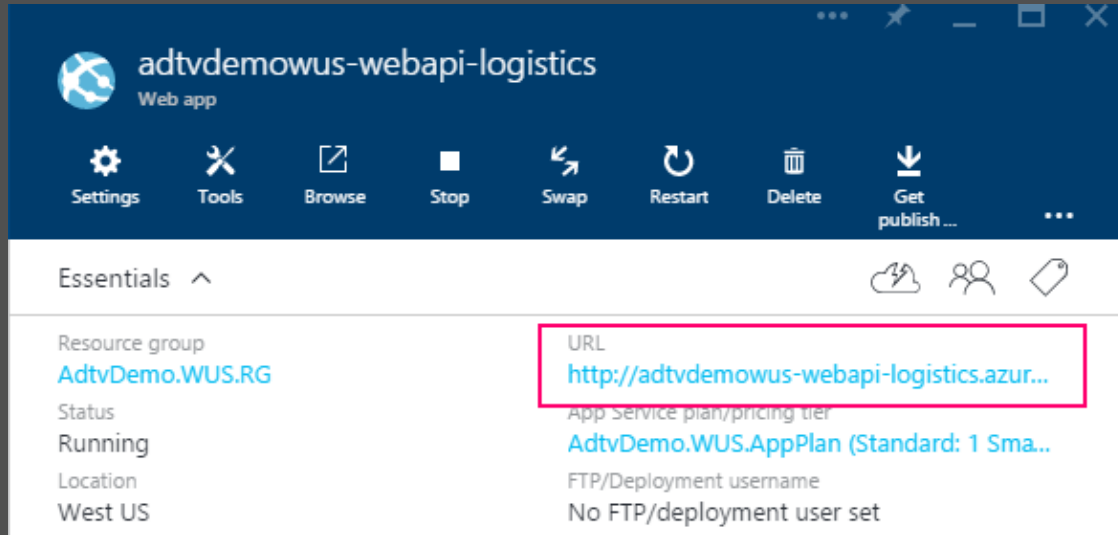 adtvdemowus-webapi-logistics
Web app
Settings
Tools
Browse
Stop
Swap
Restart
Delete
Get
publish ...
Essentials
Resource group
AdtvDemo.WUS.RG
URL
http://adtvdemowus-webapi-logistics.azur...
Status
Running
App Service plan/pricing tier
AdtvDemo.WUS.AppPlan (Standard: 1 Sma...
Location
West US
FTP/Deployment username
No FTP/deployment user set